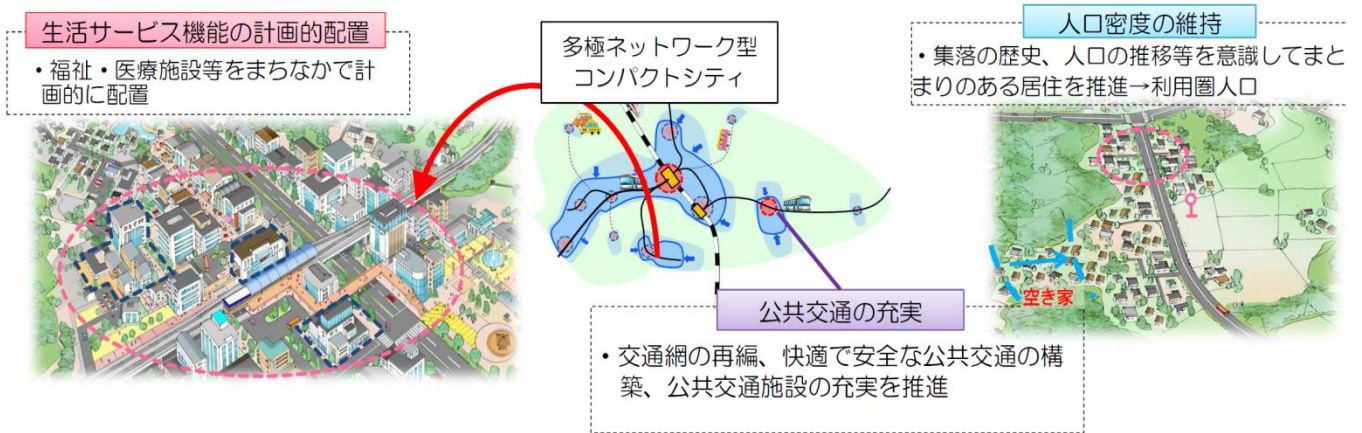 生活サービス機能の計画的配置
・福祉・医療施設等をまちなかで計
画的に配置
多極ネットワーク型
コンパクトシティ
人口密度の維持
・集落の歴史、人口の推移等を意識してまと
まりのある居住を推進→利用圏人口
空き家
公共交通の充実
・交通網の再編、快適で安全な公共交通の構
築、公共交通施設の充実を推進